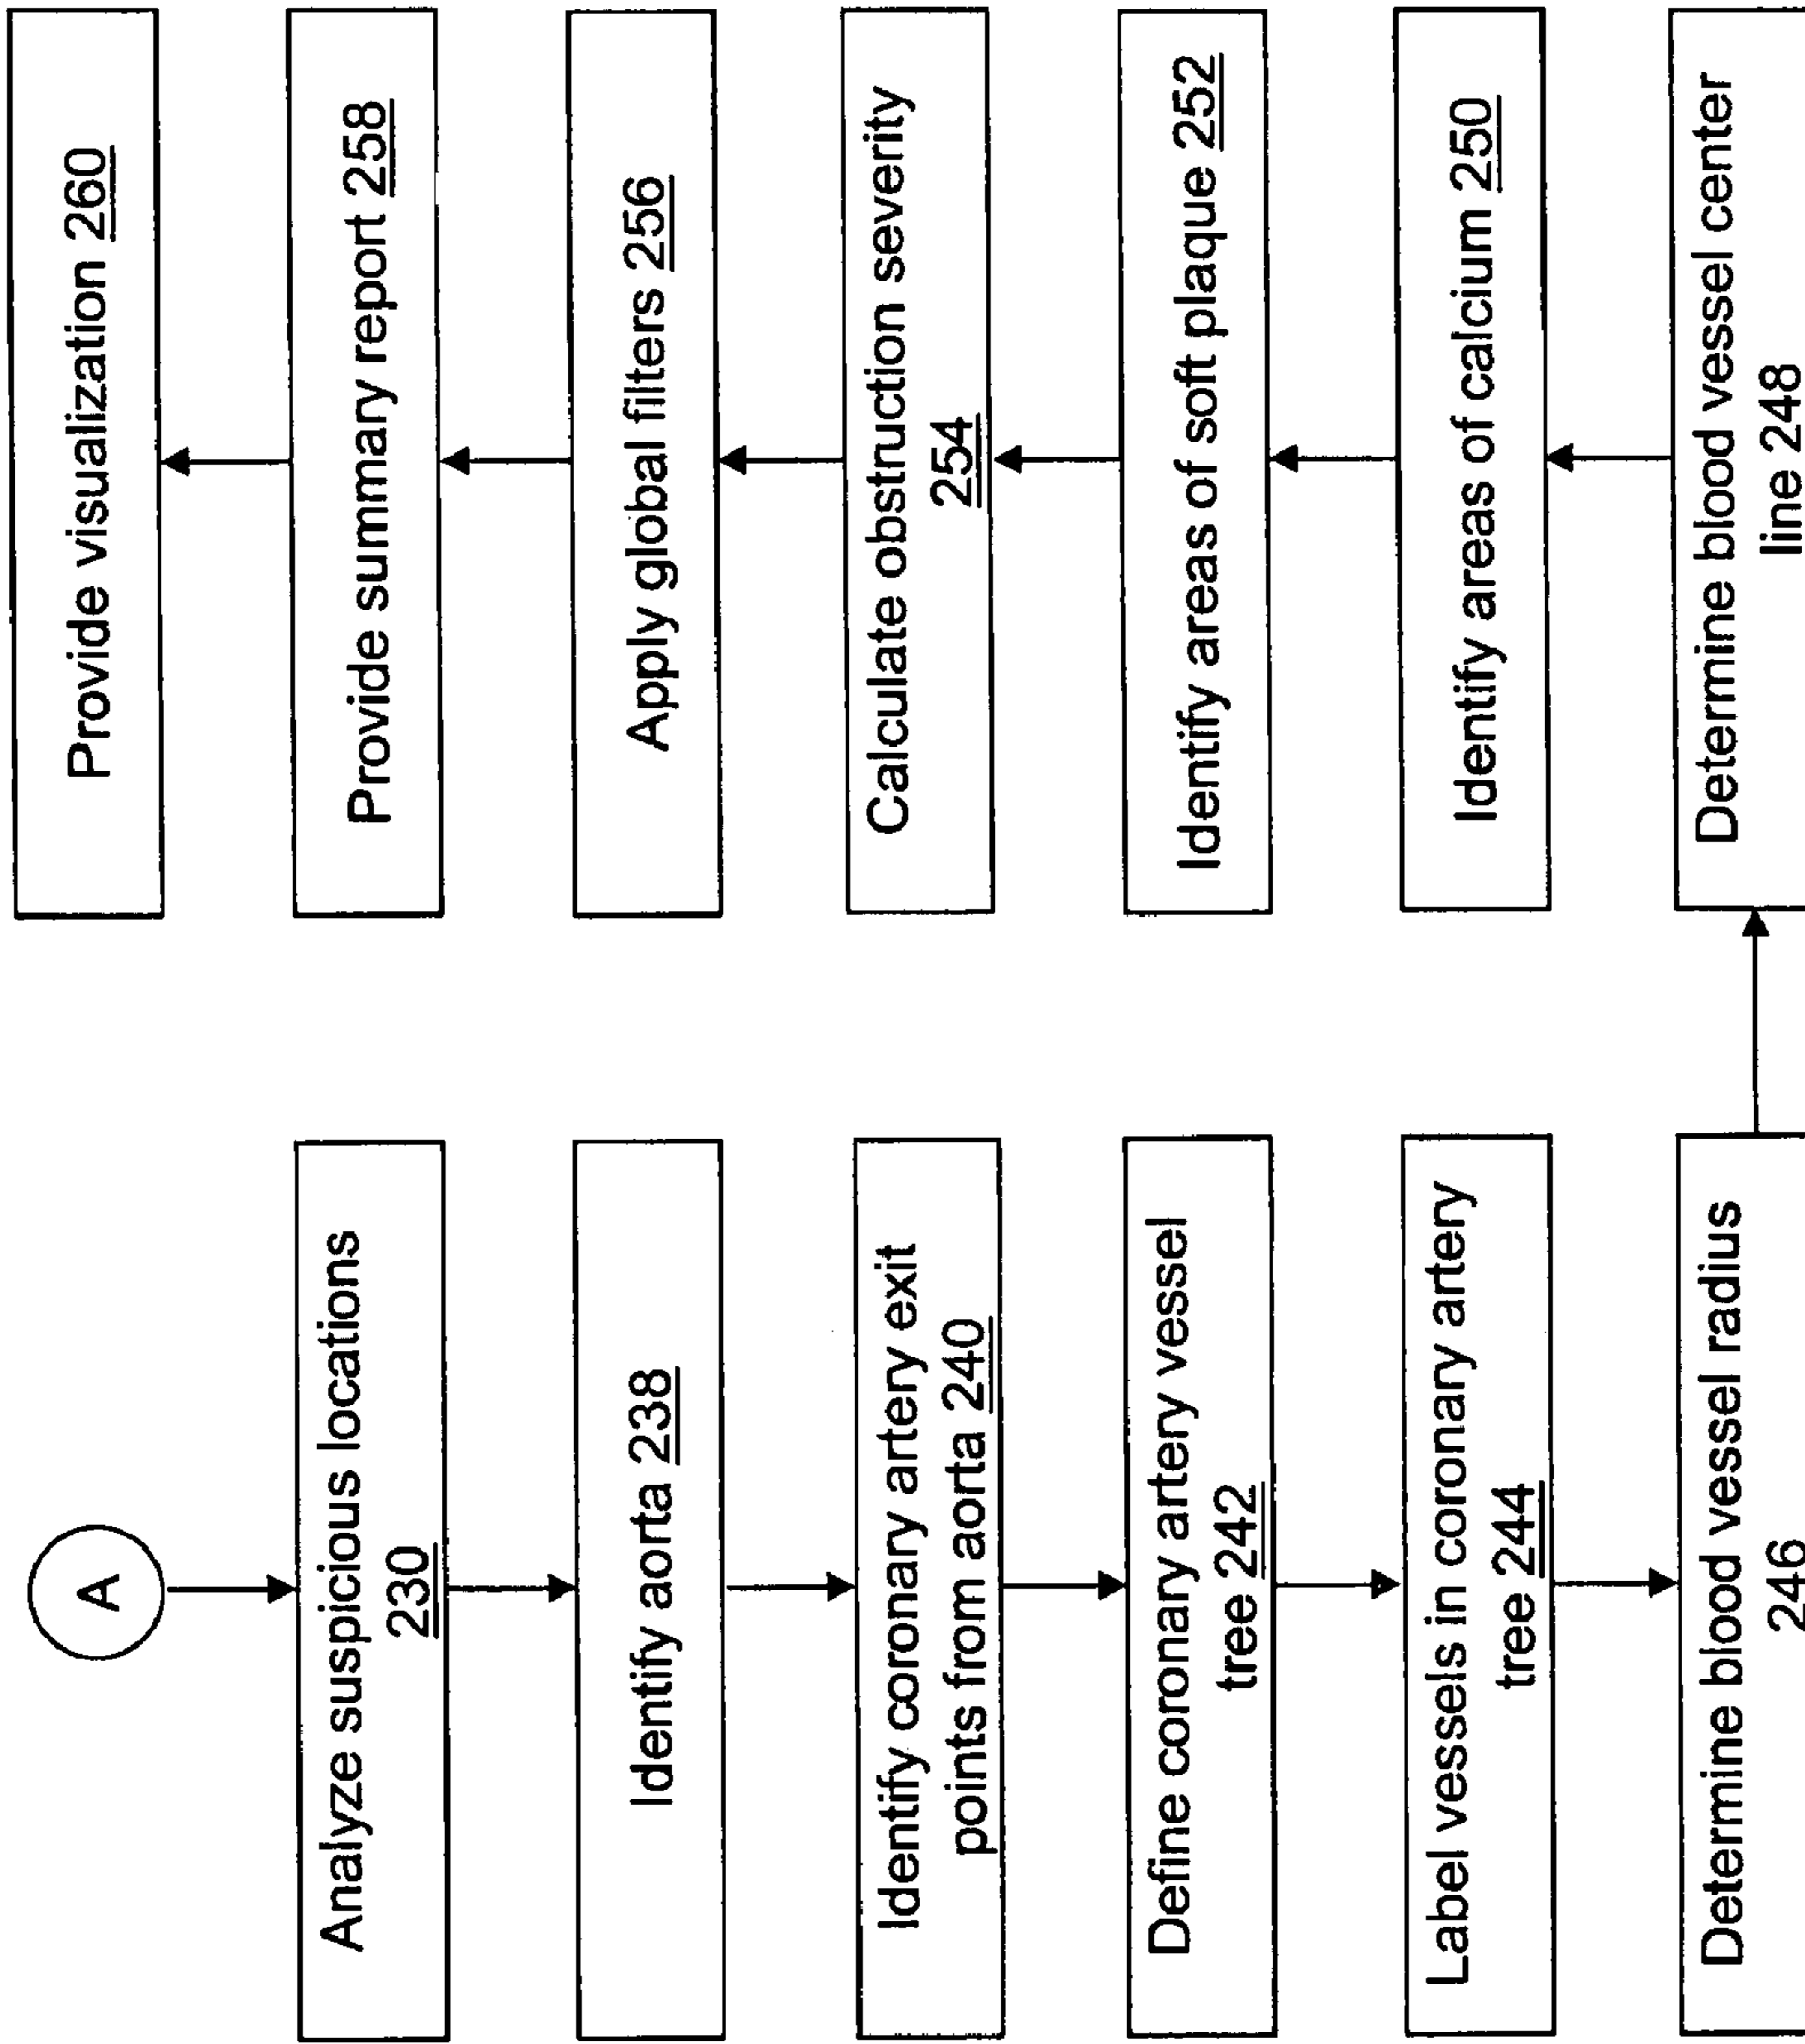 A
Analyze suspicious locations
230
Identify aorta 238
Identify coronary artery exit
points from aorta 240
Define coronary artery vessel
tree 242
Label vessels in coronary artery
tree 244
Determine blood vessel radius
246
Determine blood vessel center
line 248
Identify areas of calcium 250
Identify areas of soft plaque 252
Calculate obstruction severity
254
Apply global filters 256
Provide summary report 258
Provide visualization 260